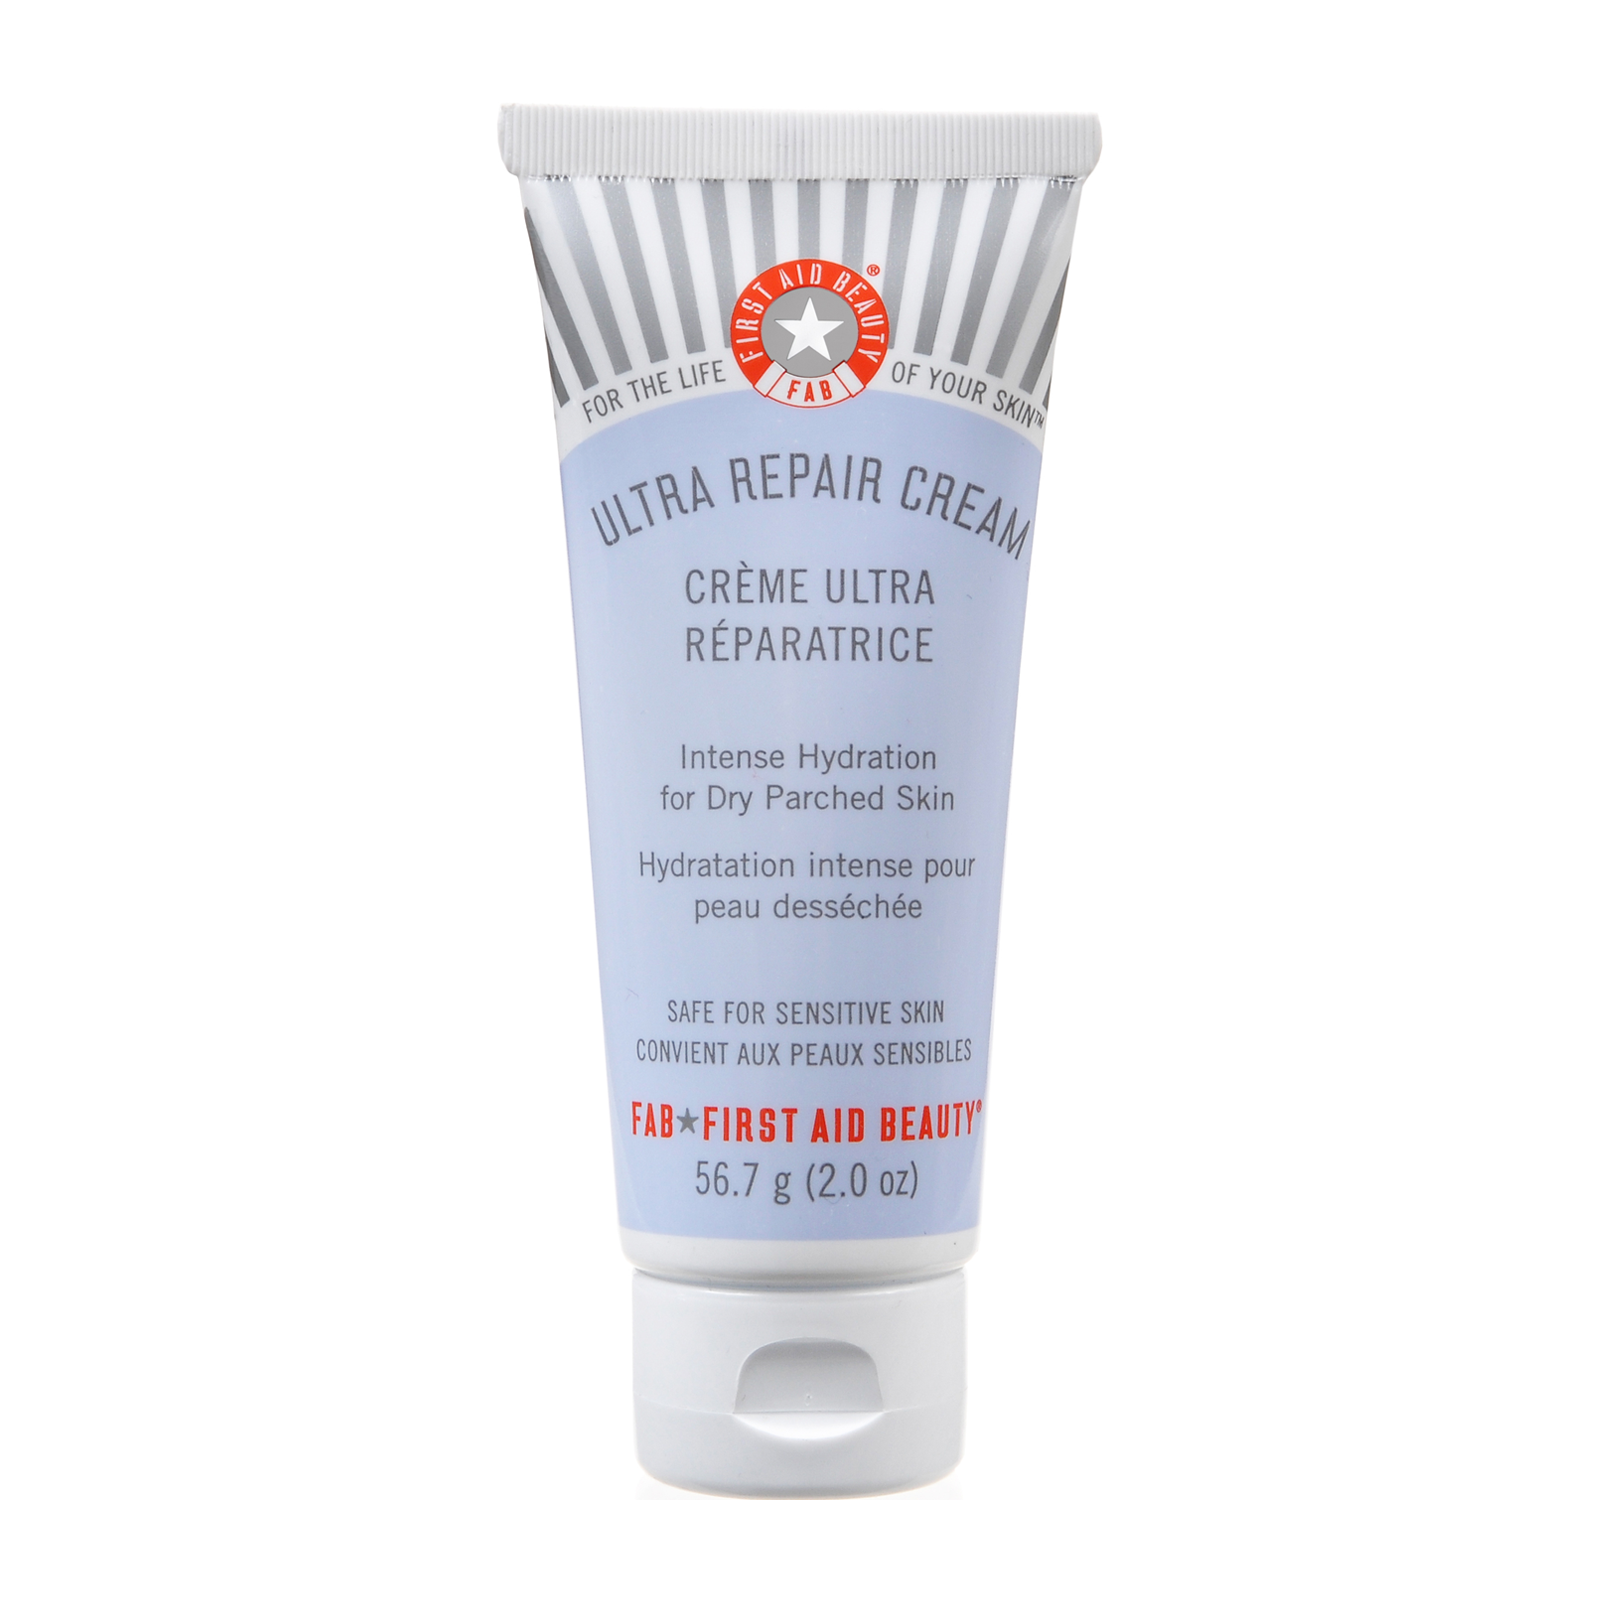 FIRST AID BEAUTY®
FAB
FOR THE LIFE OF YOUR SKIN™
ULTRA REPAIR CREAM
CRÈME ULTRA
RÉPARATRICE
Intense Hydration
for Dry Parched Skin
Hydratation intense pour
peau desséchée
SAFE FOR SENSITIVE SKIN
CONVIENT AUX PEAUX SENSIBLES
FAB★FIRST AID BEAUTY®
56.7 g (2.0 oz)